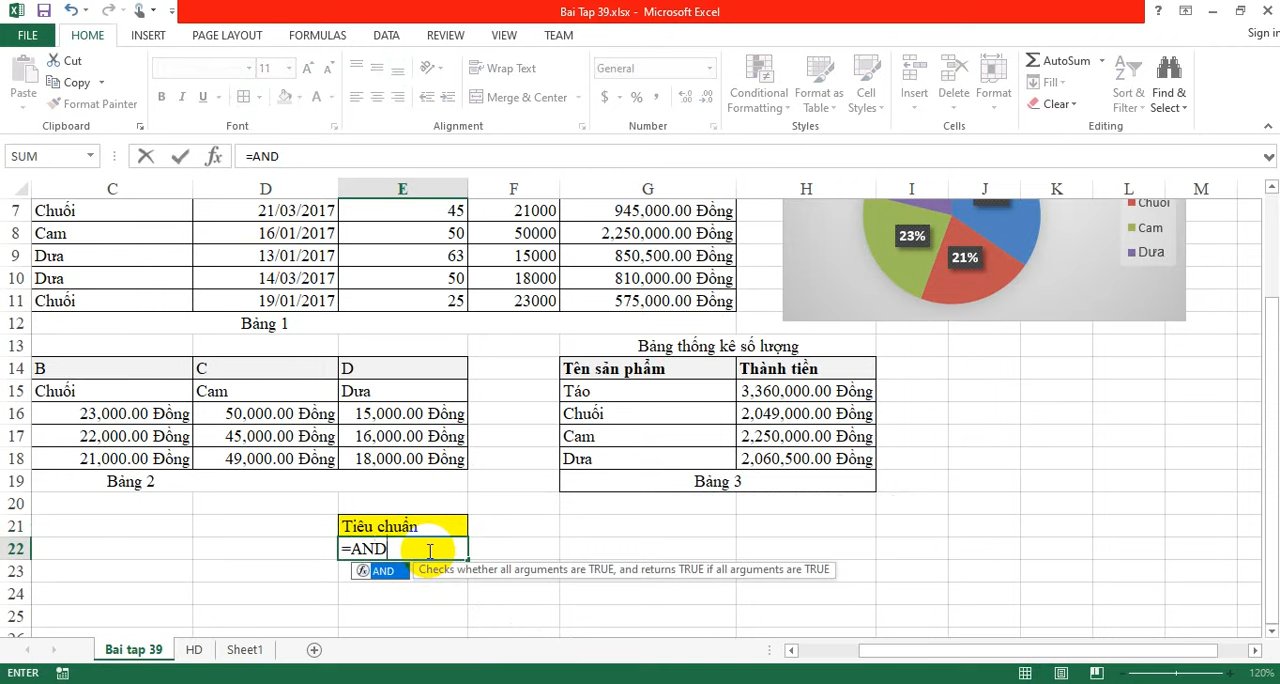 Bai Tap 39.xlsx - Microsoft Excel
Sign in
FILE HOME INSERT PAGE LAYOUT FORMULAS DATA REVIEW VIEW TEAM
Paste Cut Copy Format Painter Clipboard
11 Font
Wrap Text Merge & Center Alignment
General Number
Conditional Formatting Format as Table Cell Styles Styles
Insert Delete Format Cells
AutoSum Fill Clear Sort & Filter Find & Select Editing
SUM =AND
C D E F G H I J K L M
7 Chuối 21/03/2017 45 21000 945,000.00 Đồng
8 Cam 16/01/2017 50 50000 2,250,000.00 Đồng
9 Dưa 13/01/2017 63 15000 850,500.00 Đồng
10 Dưa 14/03/2017 50 18000 810,000.00 Đồng
11 Chuối 19/01/2017 25 23000 575,000.00 Đồng
23% 21%
Chuối
Cam
Dưa
12 Bảng 1
13 Bảng thống kê số lượng
14 B C D Tên sản phẩm Thành tiền
15 Chuối Cam Dưa Táo 3,360,000.00 Đồng
16 23,000.00 Đồng 50,000.00 Đồng 15,000.00 Đồng Chuối 2,049,000.00 Đồng
17 22,000.00 Đồng 45,000.00 Đồng 16,000.00 Đồng Cam 2,250,000.00 Đồng
18 21,000.00 Đồng 49,000.00 Đồng 18,000.00 Đồng Dưa 2,060,500.00 Đồng
19 Bảng 2 Bảng 3
20
21 Tiêu chuẩn
22 =AND
23 AND Checks whether all arguments are TRUE, and returns TRUE if all arguments are TRUE
24
25
Bai tap 39 HD Sheet1
ENTER 120%